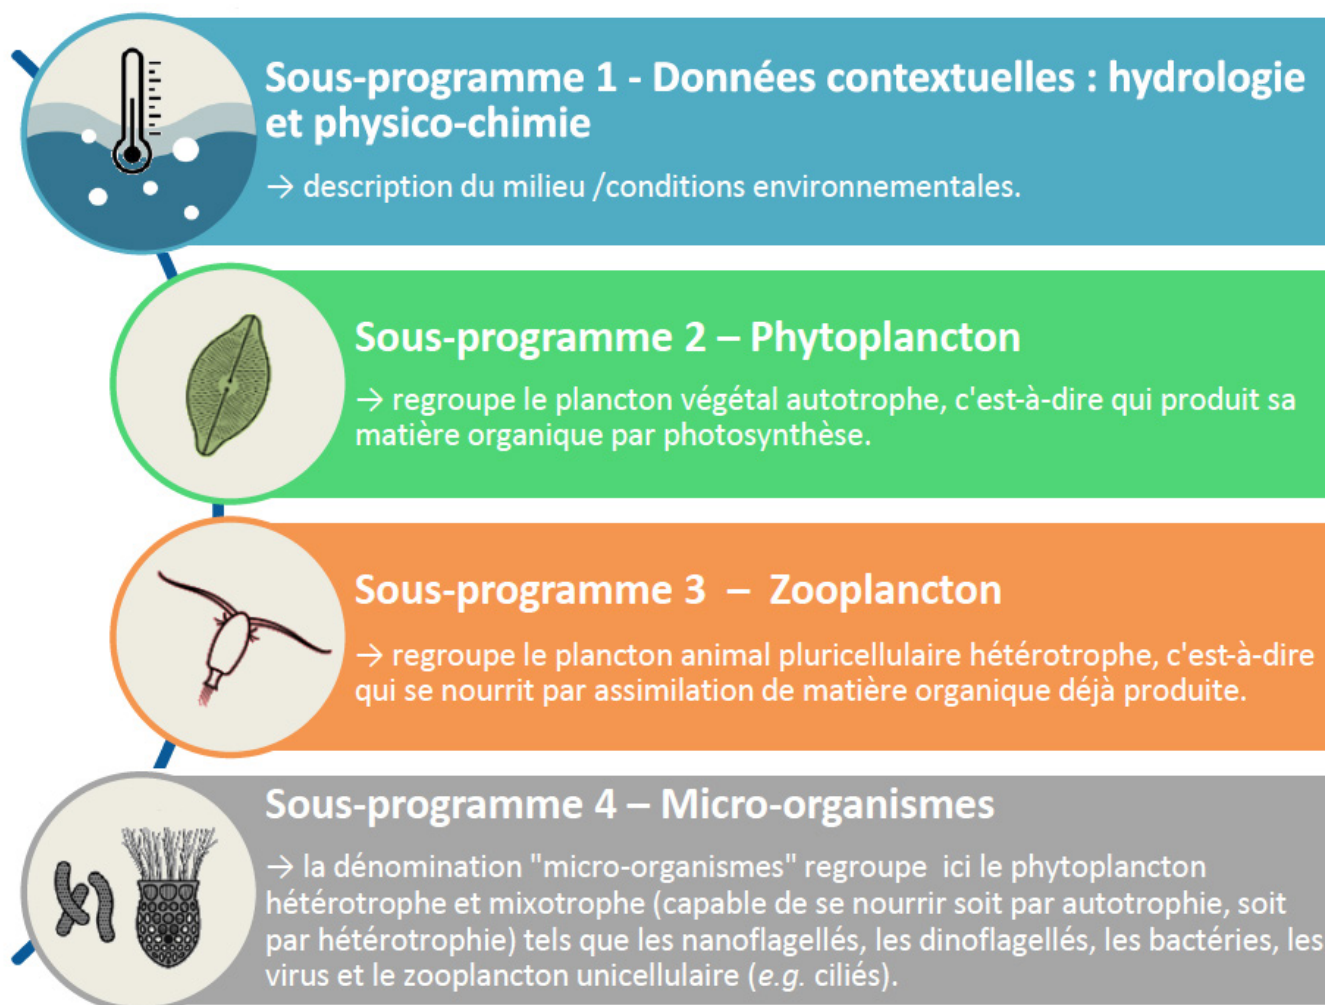 Sous-programme 1 - Données contextuelles : hydrologie
et physico-chimie
→ description du milieu /conditions environnementales.
Sous-programme 2 – Phytoplancton
→ regroupe le plancton végétal autotrophe, c'est-à-dire qui produit sa
matière organique par photosynthèse.
Sous-programme 3 – Zooplancton
→ regroupe le plancton animal pluricellulaire hétérotrophe, c'est-à-dire
qui se nourrit par assimilation de matière organique déjà produite.
Sous-programme 4 – Micro-organismes
→ la dénomination "micro-organismes" regroupe ici le phytoplancton
hétérotrophe et mixotrophe (capable de se nourrir soit par autotrophie, soit
par hétérotrophie) tels que les nanoflagellés, les dinoflagellés, les bactéries, les
virus et le zooplancton unicellulaire (e.g. ciliés).